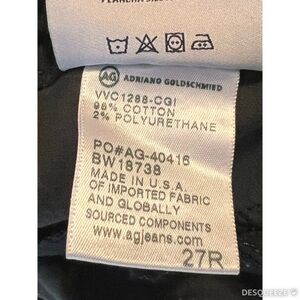 AG ADRIANO GOLDSCHMIED
VVC1288-CGI
98% COTTON
2% POLYURETHANE
PO#AG-40416
BW18738
MADE IN U.S.A.
OF IMPORTED FABRIC
AND GLOBALLY
SOURCED COMPONENTS
www.agjeans.com
27R
DESQUEEZE